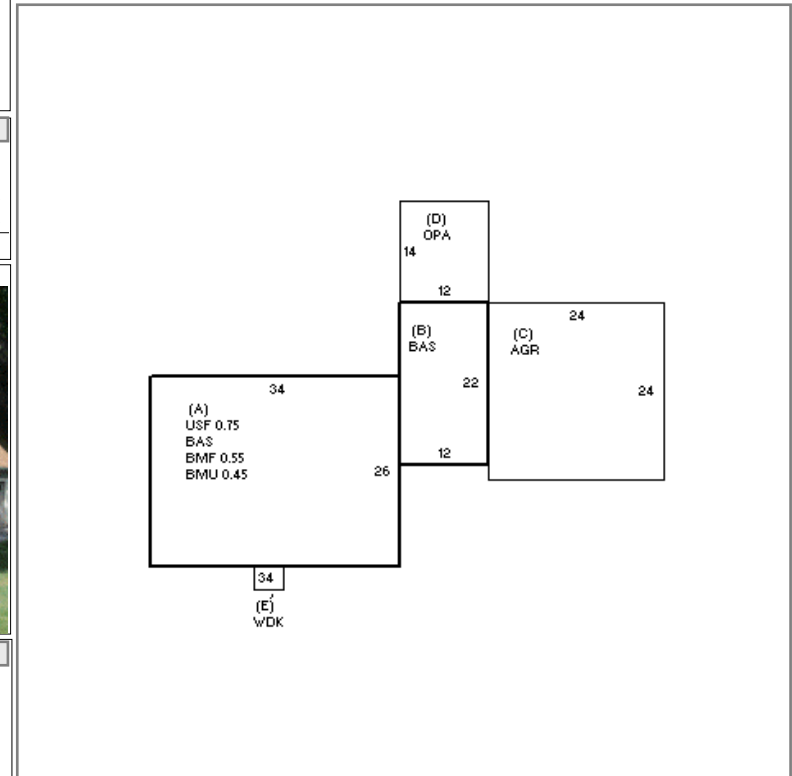 (D)
OPA
14
12
24
(B)
BAS
(C)
AGR
22
24
34
(A)
USF 0.75
BAS
BMF 0.55
BMU 0.45
12
26
34
(E)
WDK